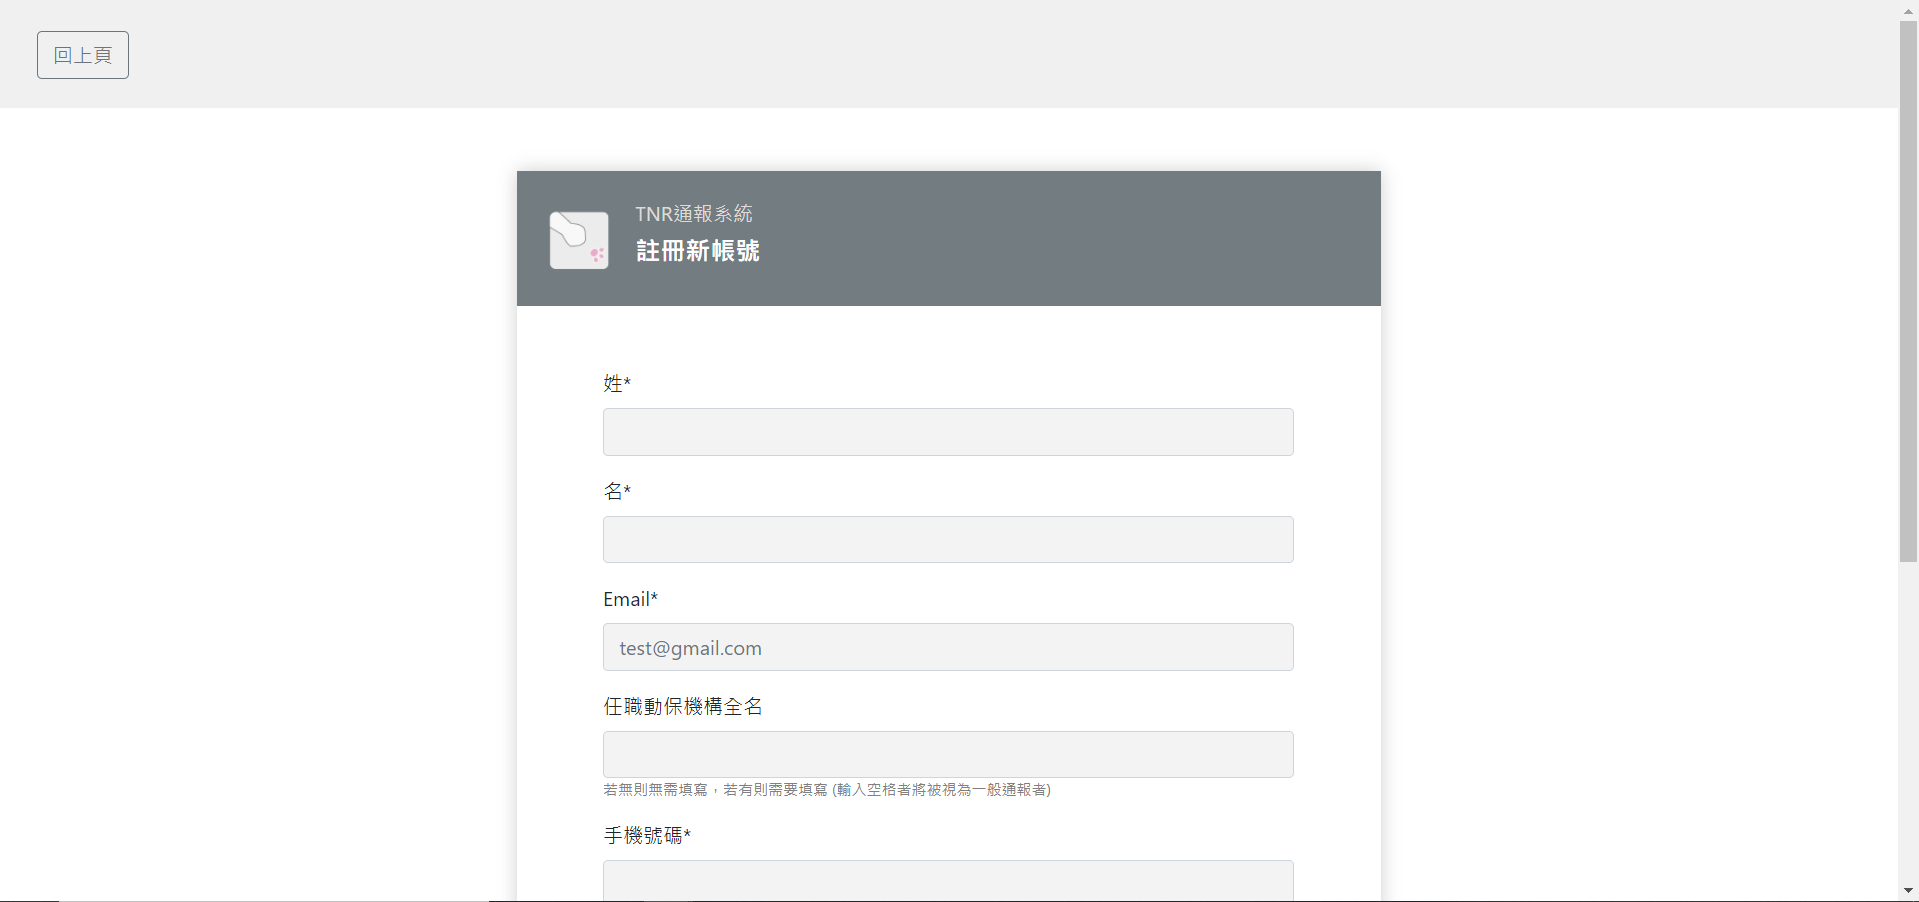 回上頁
TNR通報系統
註冊新帳號
姓*
名*
Email*
test@gmail.com
任職動保機構全名
若無則無需填寫，若有則需要填寫 (輸入空格者將被視為一般通報者)
手機號碼*